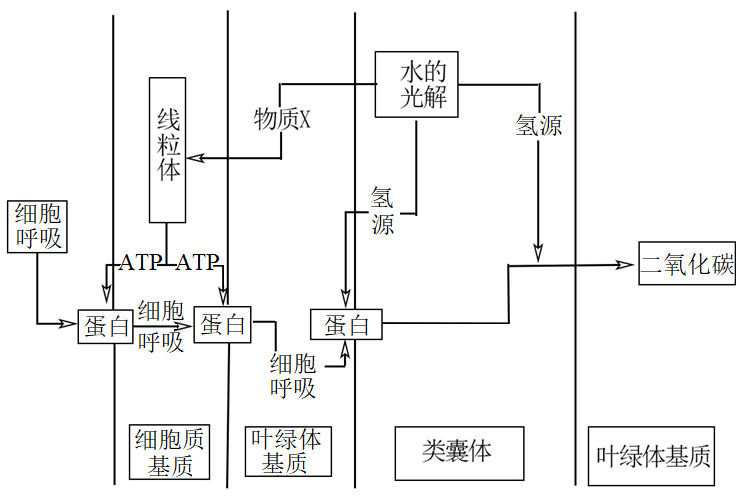 水的
光解
物质X
氢源
线
粒
体
氢
源
细胞
呼吸
ATP
ATP
二氧化碳
蛋白
细胞
呼吸
蛋白
蛋白
细胞
呼吸
细胞质
基质
叶绿体
基质
类囊体
叶绿体基质